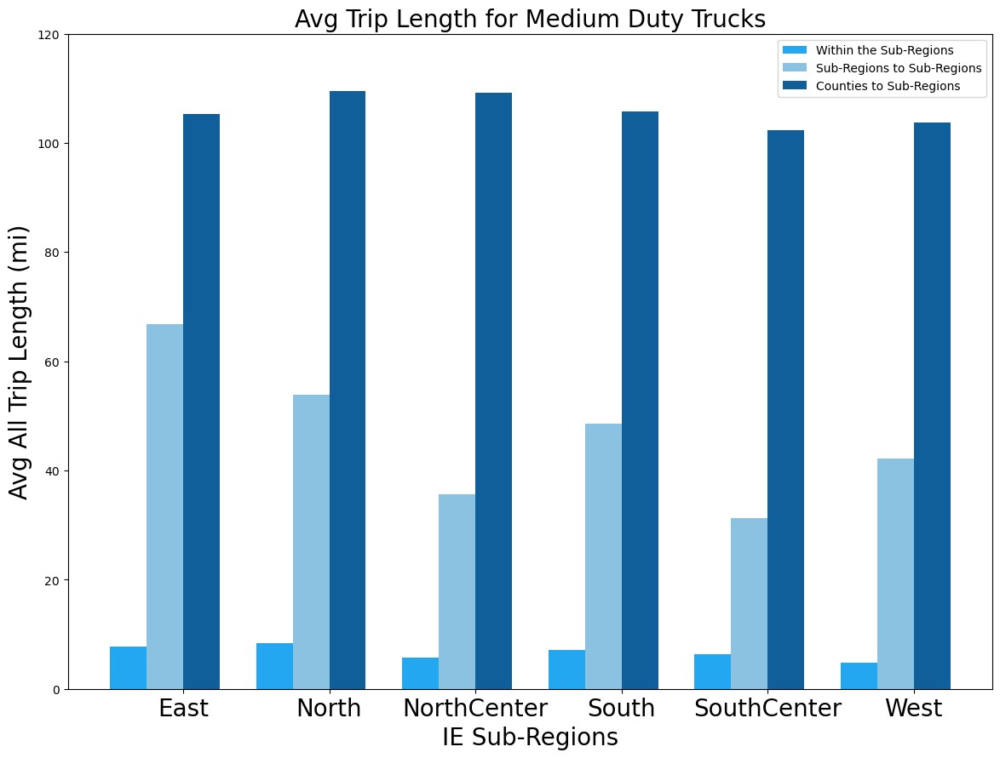 Avg Trip Length for Medium Duty Trucks
Within the Sub-Regions
Sub-Regions to Sub-Regions
Counties to Sub-Regions
Avg All Trip Length (mi)
120
100
80
60
40
20
0
East North NorthCenter South SouthCenter West
IE Sub-Regions